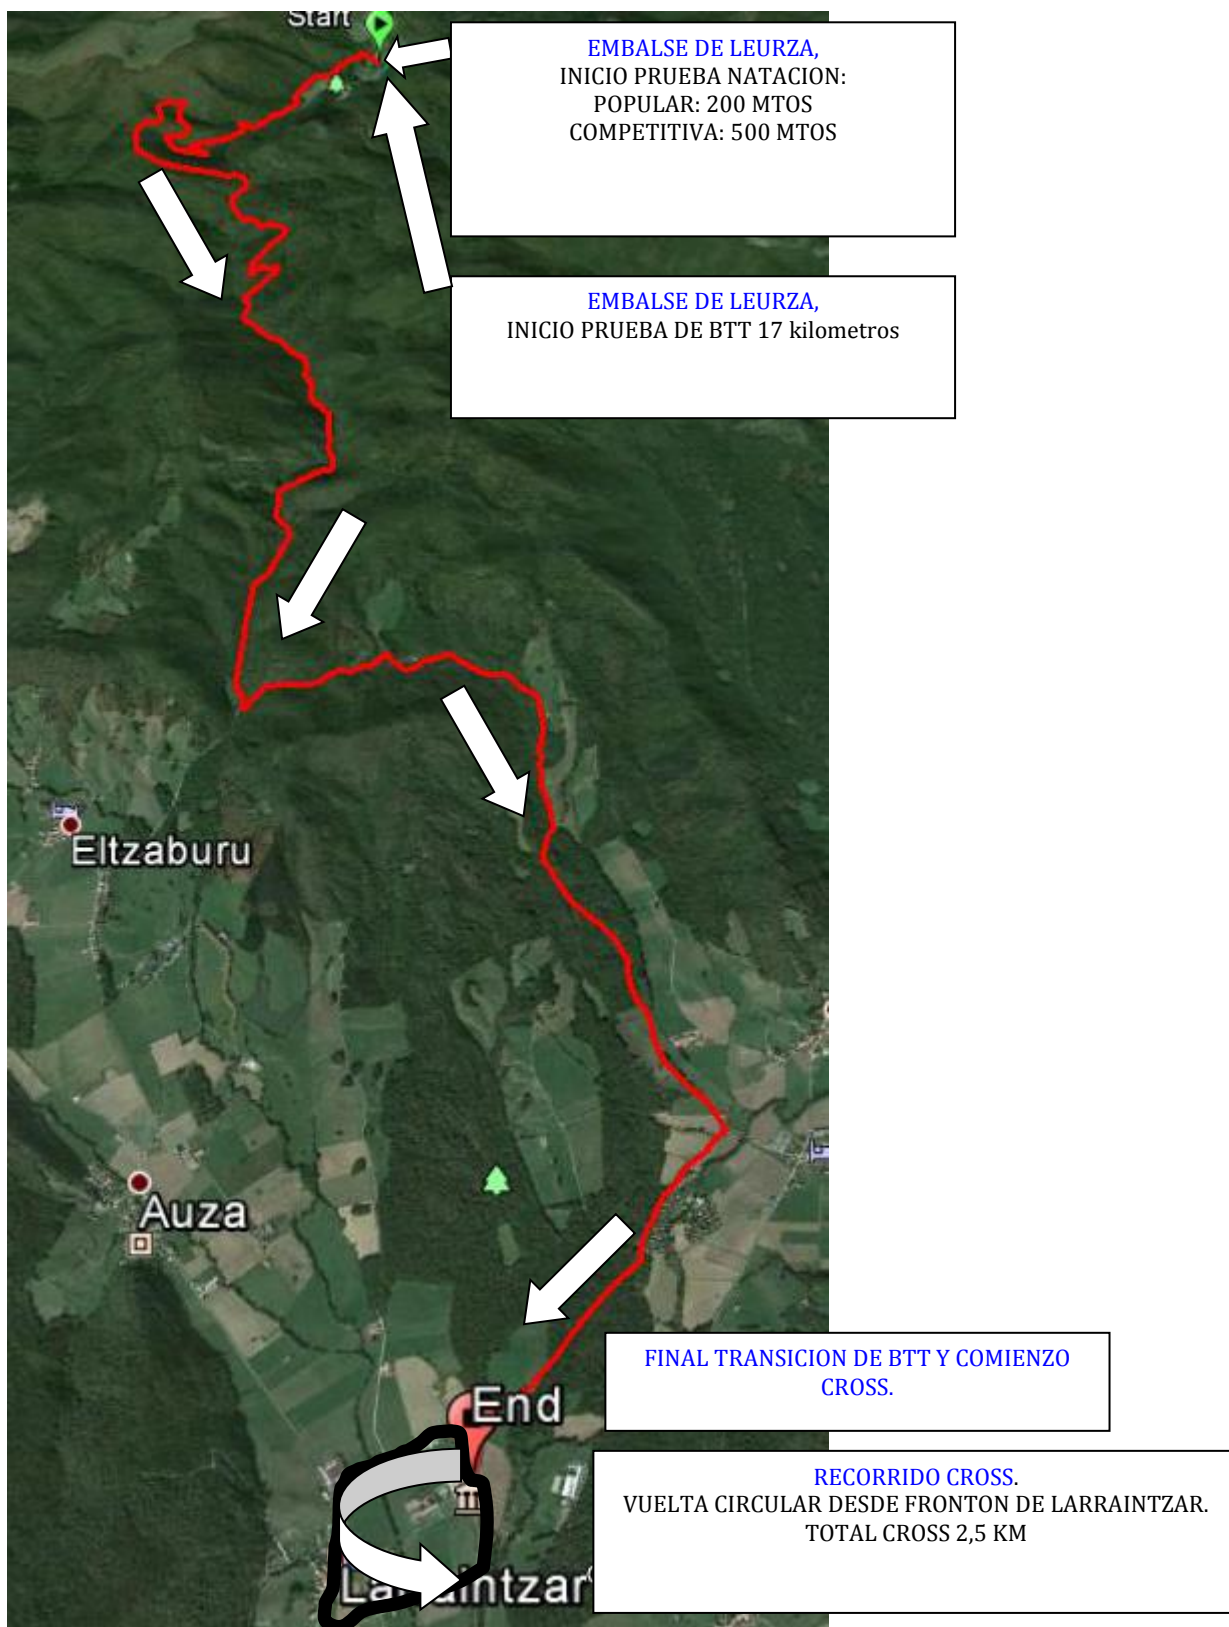 Start
EMBALSE DE LEURZA,
INICIO PRUEBA NATACION:
POPULAR: 200 MTOS
COMPETITIVA: 500 MTOS
EMBALSE DE LEURZA,
INICIO PRUEBA DE BTT 17 kilometros
Eltzaburu
Auza
FINAL TRANSICION DE BTT Y COMIENZO
CROSS.
End
RECORRIDO CROSS.
VUELTA CIRCULAR DESDE FRONTON DE LARRAINTZAR.
TOTAL CROSS 2,5 KM
Larraintzar